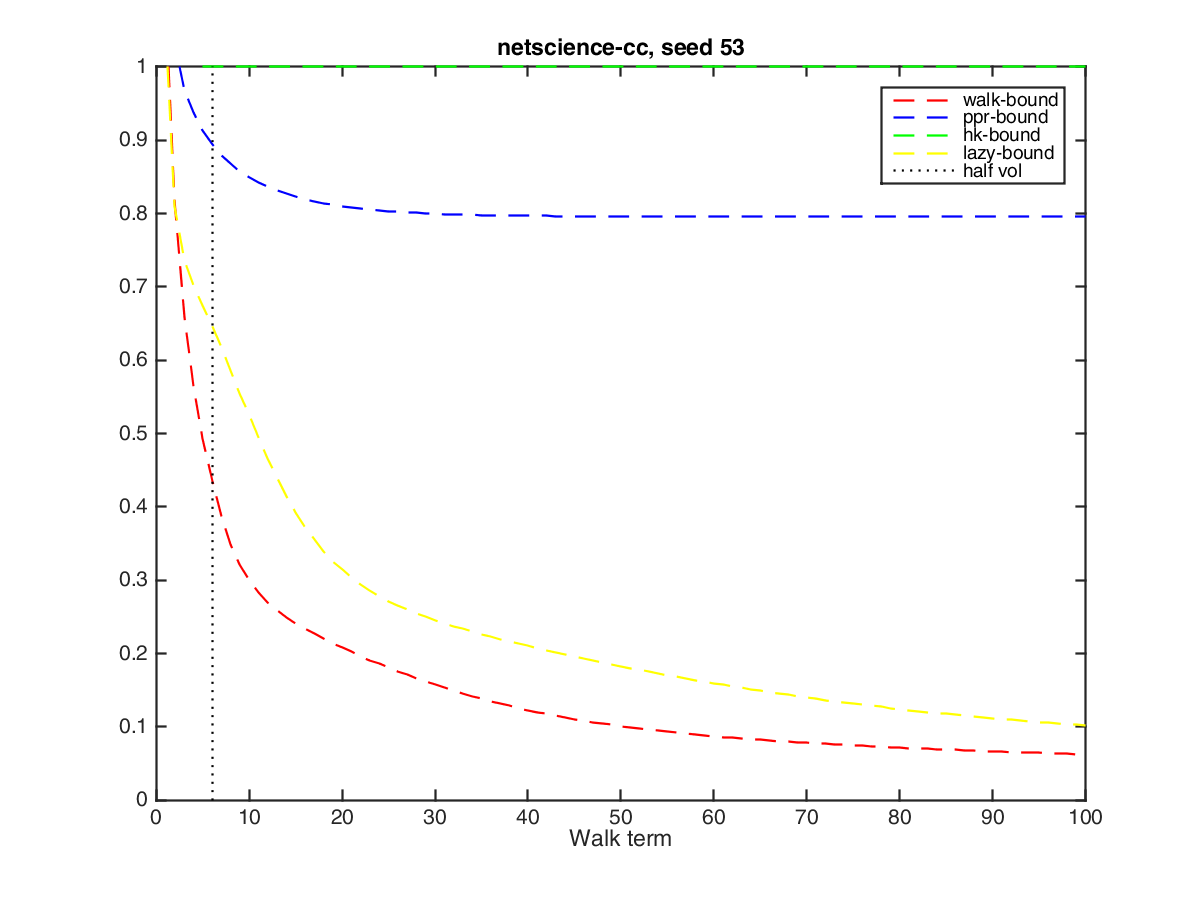 netscience-cc, seed 53
1
0.9
0.8
0.7
0.6
0.5
0.4
0.3
0.2
0.1
0
walk-bound
ppr-bound
hk-bound
lazy-bound
half vol
0 10 20 30 40 50 60 70 80 90 100
Walk term